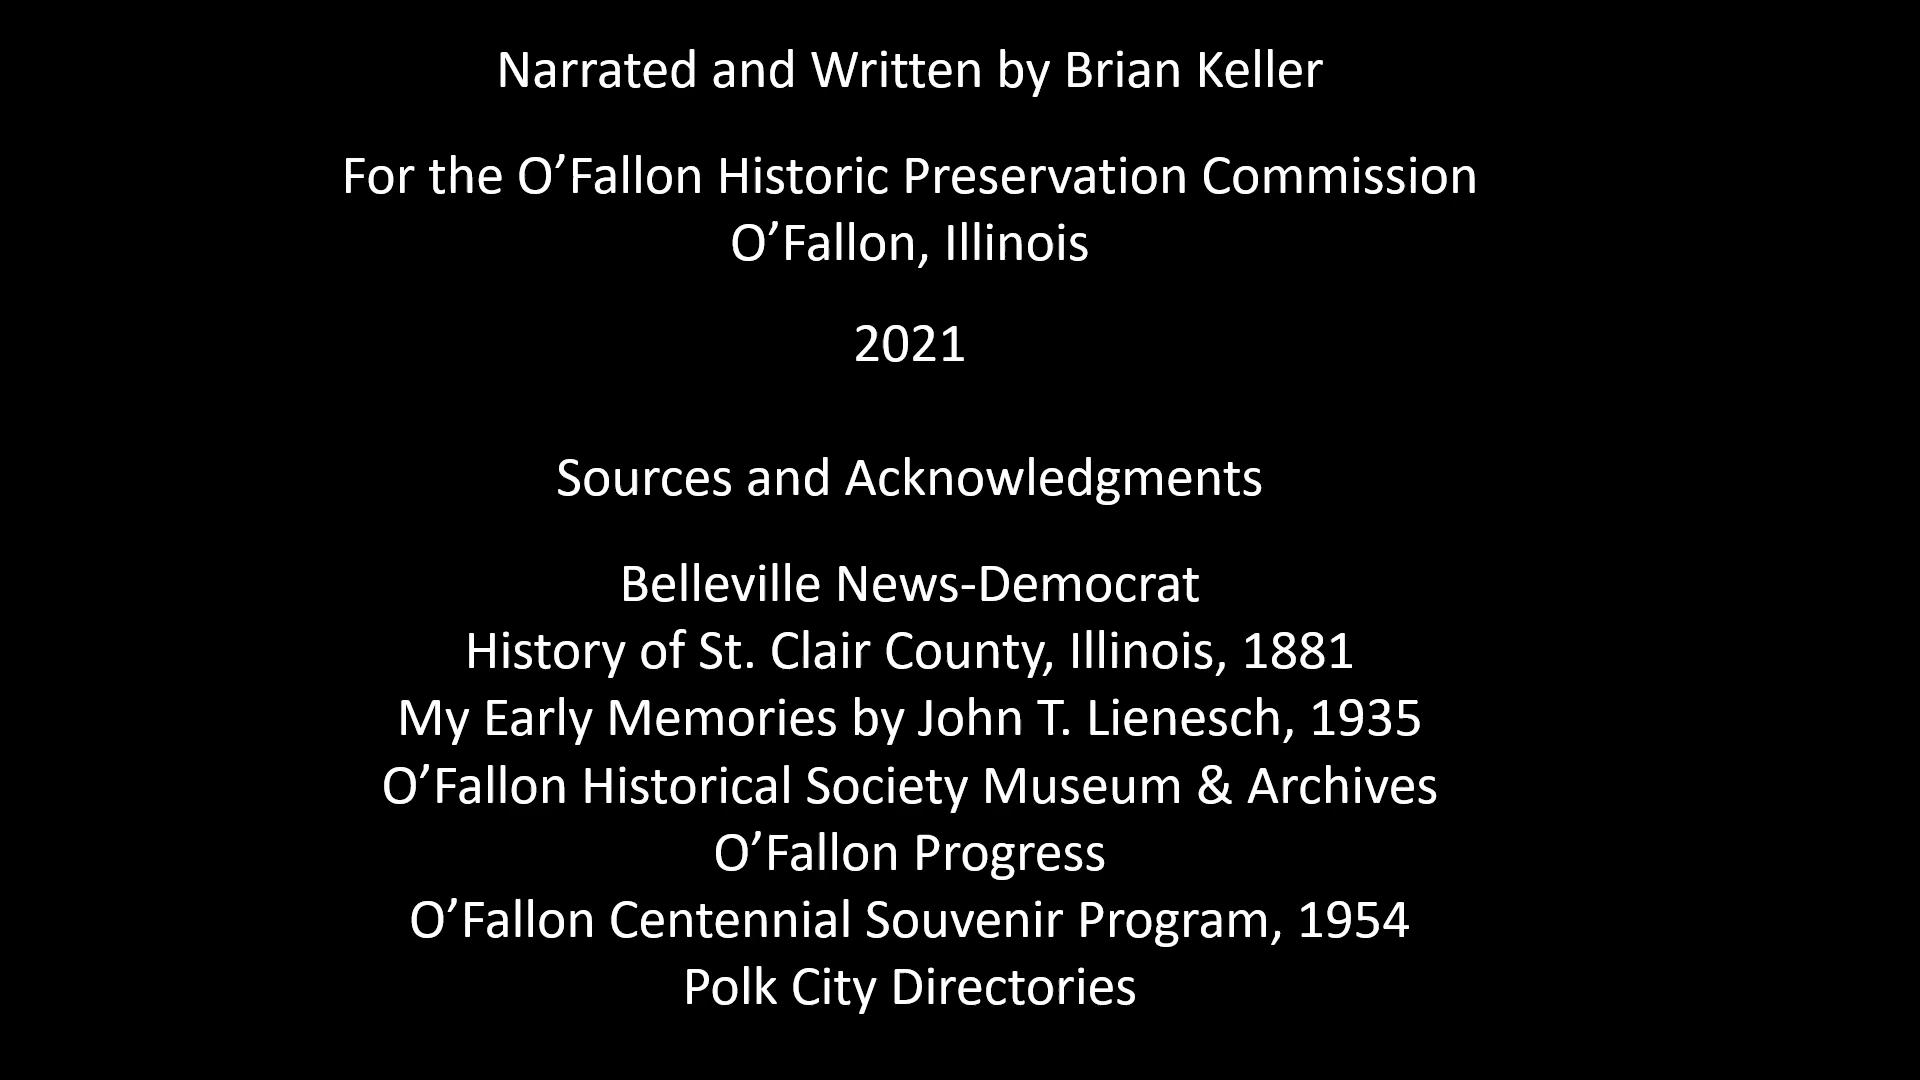 Narrated and Written by Brian Keller
For the O’Fallon Historic Preservation Commission
O’Fallon, Illinois
2021
Sources and Acknowledgments
Belleville News-Democrat
History of St. Clair County, Illinois, 1881
My Early Memories by John T. Lienesch, 1935
O’Fallon Historical Society Museum & Archives
O’Fallon Progress
O’Fallon Centennial Souvenir Program, 1954
Polk City Directories